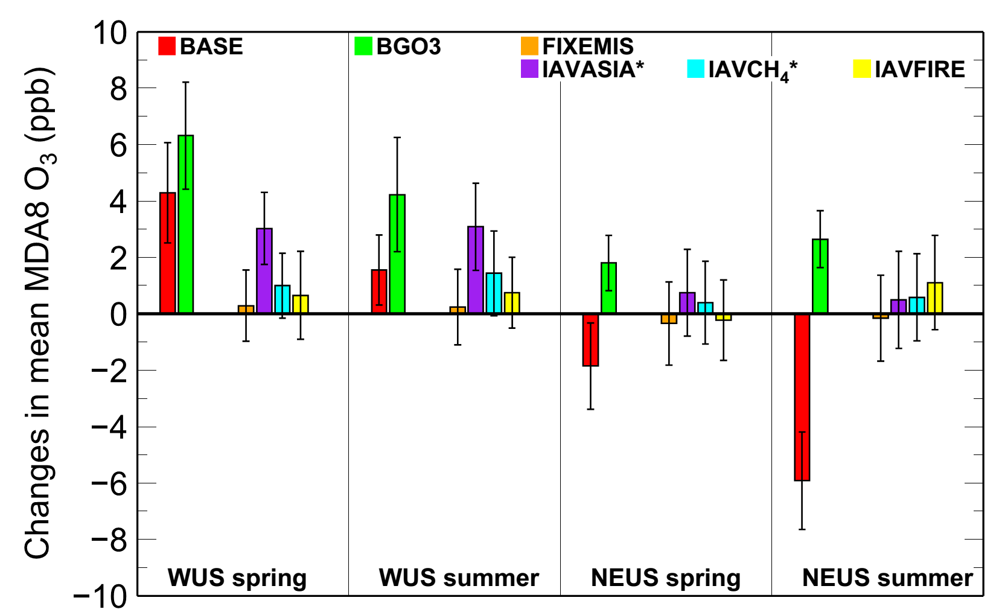 Changes in mean MDA8 O₃ (ppb)
10
8
6
4
2
0
−2
−4
−6
−8
−10
BASE BGO3 FIXEMIS
IAVASIA* IAVCH₄* IAVFIRE
WUS spring WUS summer NEUS spring NEUS summer